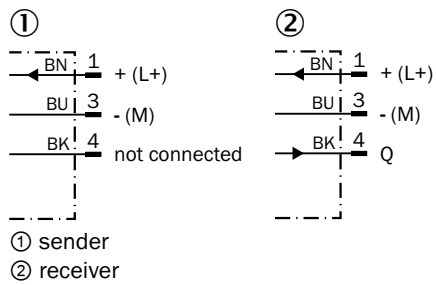 ① ②
BN 1 + (L+) BN 1 + (L+)
BU 3 - (M) BU 3 - (M)
BK 4 not connected BK 4 Q
① sender
② receiver